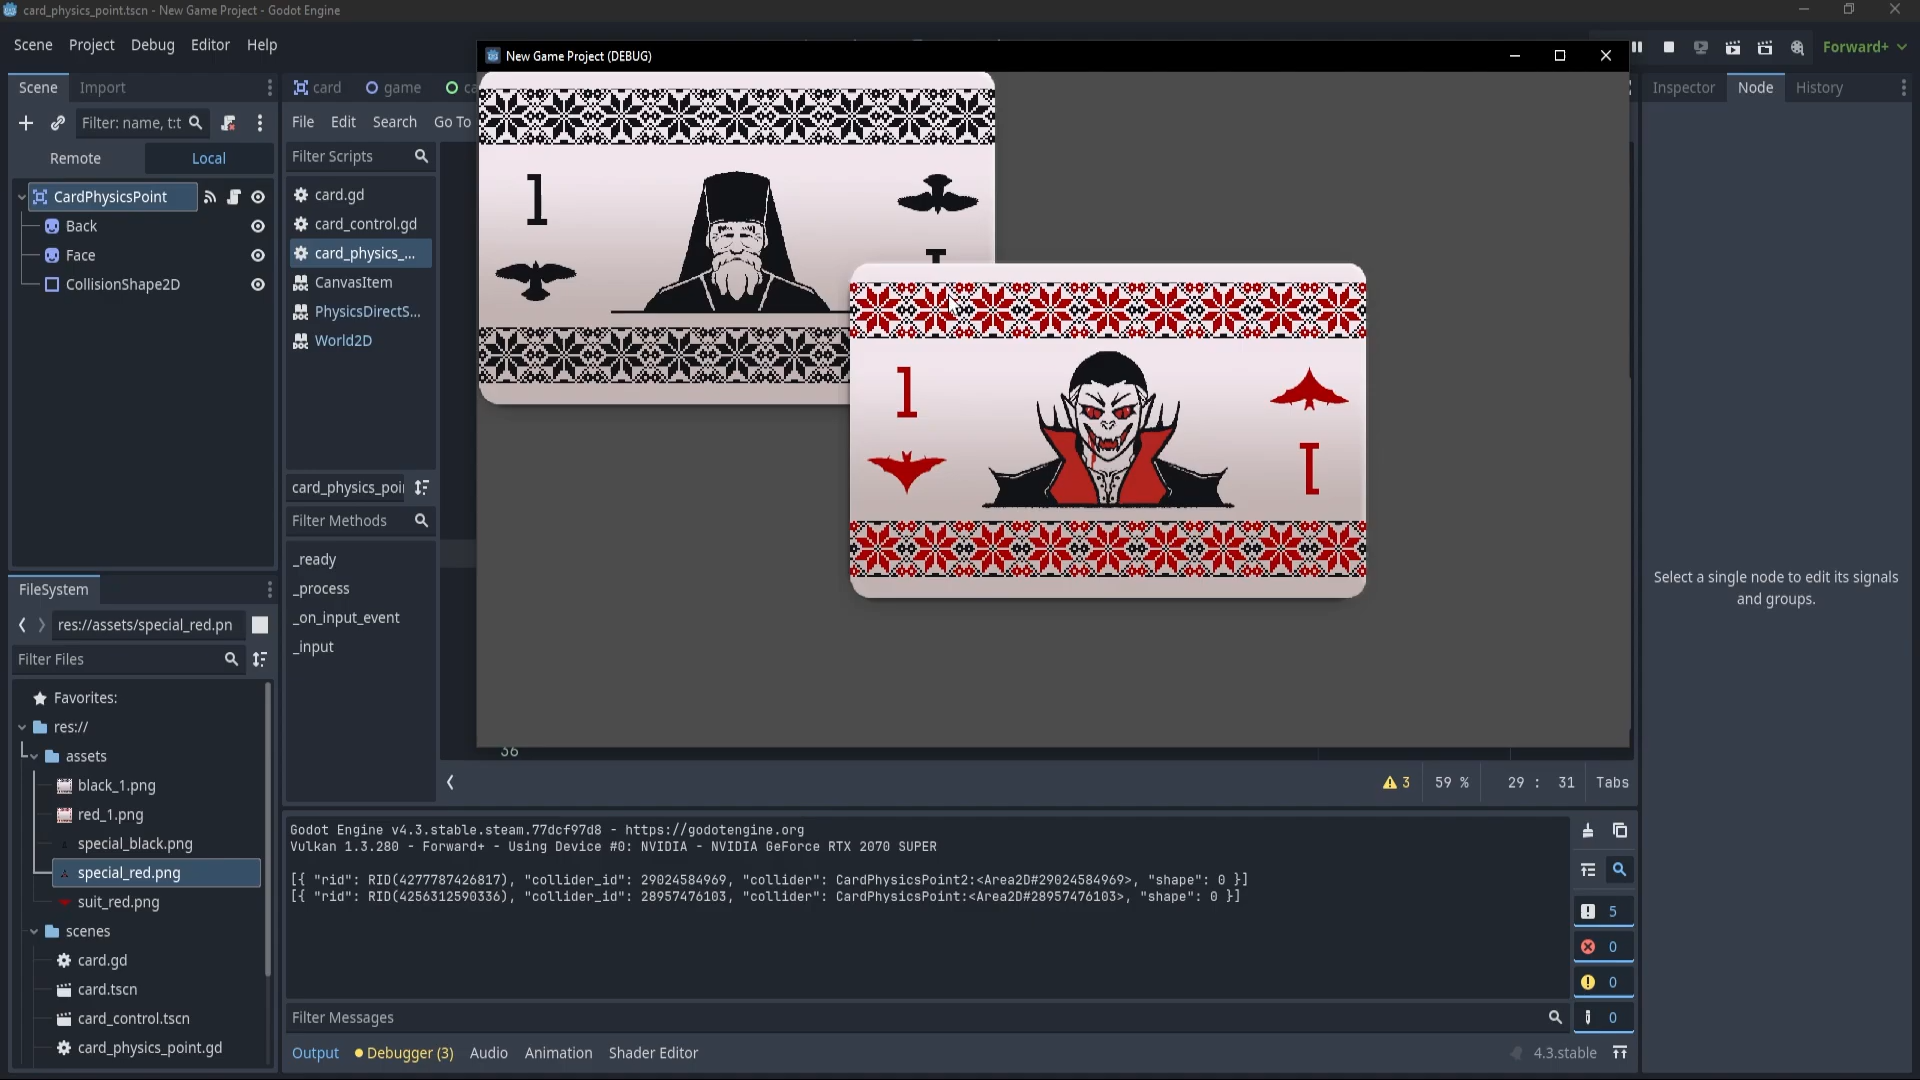 card_physics_point.tscn - New Game Project - Godot Engine
Scene Project Debug Editor Help
New Game Project (DEBUG)
Forward+
Scene Import
card game
Inspector Node History
Filter: name, t:t
File Edit Search Go To
Remote Local
Filter Scripts
CardPhysicsPoint
Back
Face
CollisionShape2D
card.gd
card_control.gd
card_physics_...
CanvasItem
PhysicsDirectS...
World2D
card_physics_poi
Filter Methods
_ready
_process
_on_input_event
_input
1
1
1
Select a single node to edit its signals
and groups.
FileSystem
res://assets/special_red.pn
Filter Files
Favorites:
res://
assets
black_1.png
red_1.png
special_black.png
special_red.png
suit_red.png
scenes
card.gd
card.tscn
card_control.tscn
card_physics_point.gd
36
3 59 % 29 : 31 Tabs
Godot Engine v4.3.stable.steam.77dcf97d8 - https://godotengine.org
Vulkan 1.3.280 - Forward+ - Using Device #0: NVIDIA - NVIDIA GeForce RTX 2070 SUPER
[{ "rid": RID(4277787426817), "collider_id": 29024584969, "collider": CardPhysicsPoint2:<Area2D#29024584969>, "shape": 0 }]
[{ "rid": RID(4256312590336), "collider_id": 28957476103, "collider": CardPhysicsPoint:<Area2D#28957476103>, "shape": 0 }]
5
0
0
0
Filter Messages
Output Debugger (3) Audio Animation Shader Editor
4.3.stable